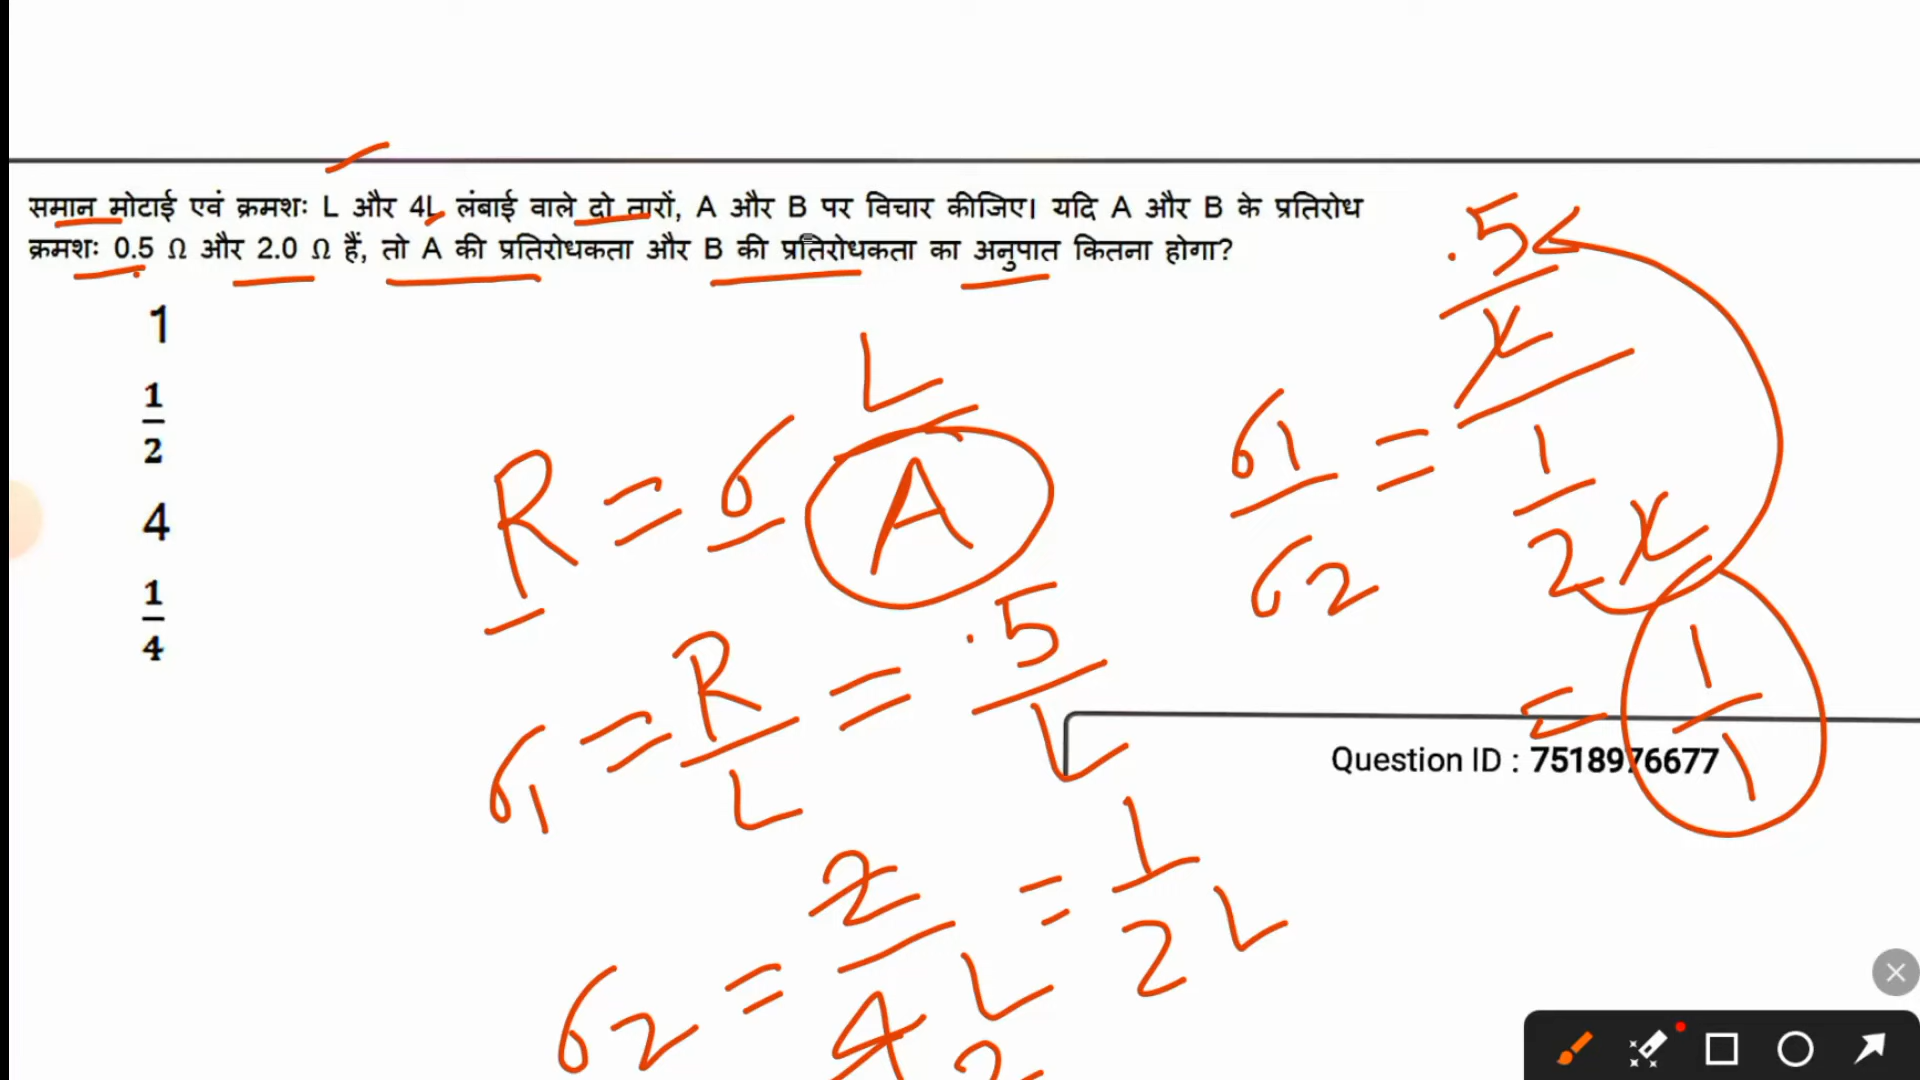 समान मोटाई एवं क्रमशः L और 4L लंबाई वाले दो तारों, A और B पर विचार कीजिए। यदि A और B के प्रतिरोध
क्रमशः 0.5 Ω और 2.0 Ω हैं, तो A की प्रतिरोधकता और B की प्रतिरोधकता का अनुपात कितना होगा?
1
1/2
4
1/4
R = σ L/A
σ1 = R/L = .5/L
σ2 = 2/4L = 1/2L
2
σ1/σ2 = .5/L / 1/2L
= 1/1
Question ID : 7518976677